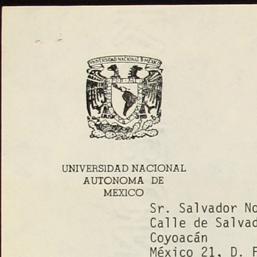 UNIVERSIDAD NACIONAL
AUTONOMA DE
MEXICO
Sr. Salvador No
Calle de Salvad
Coyoacán
México 21, D. F